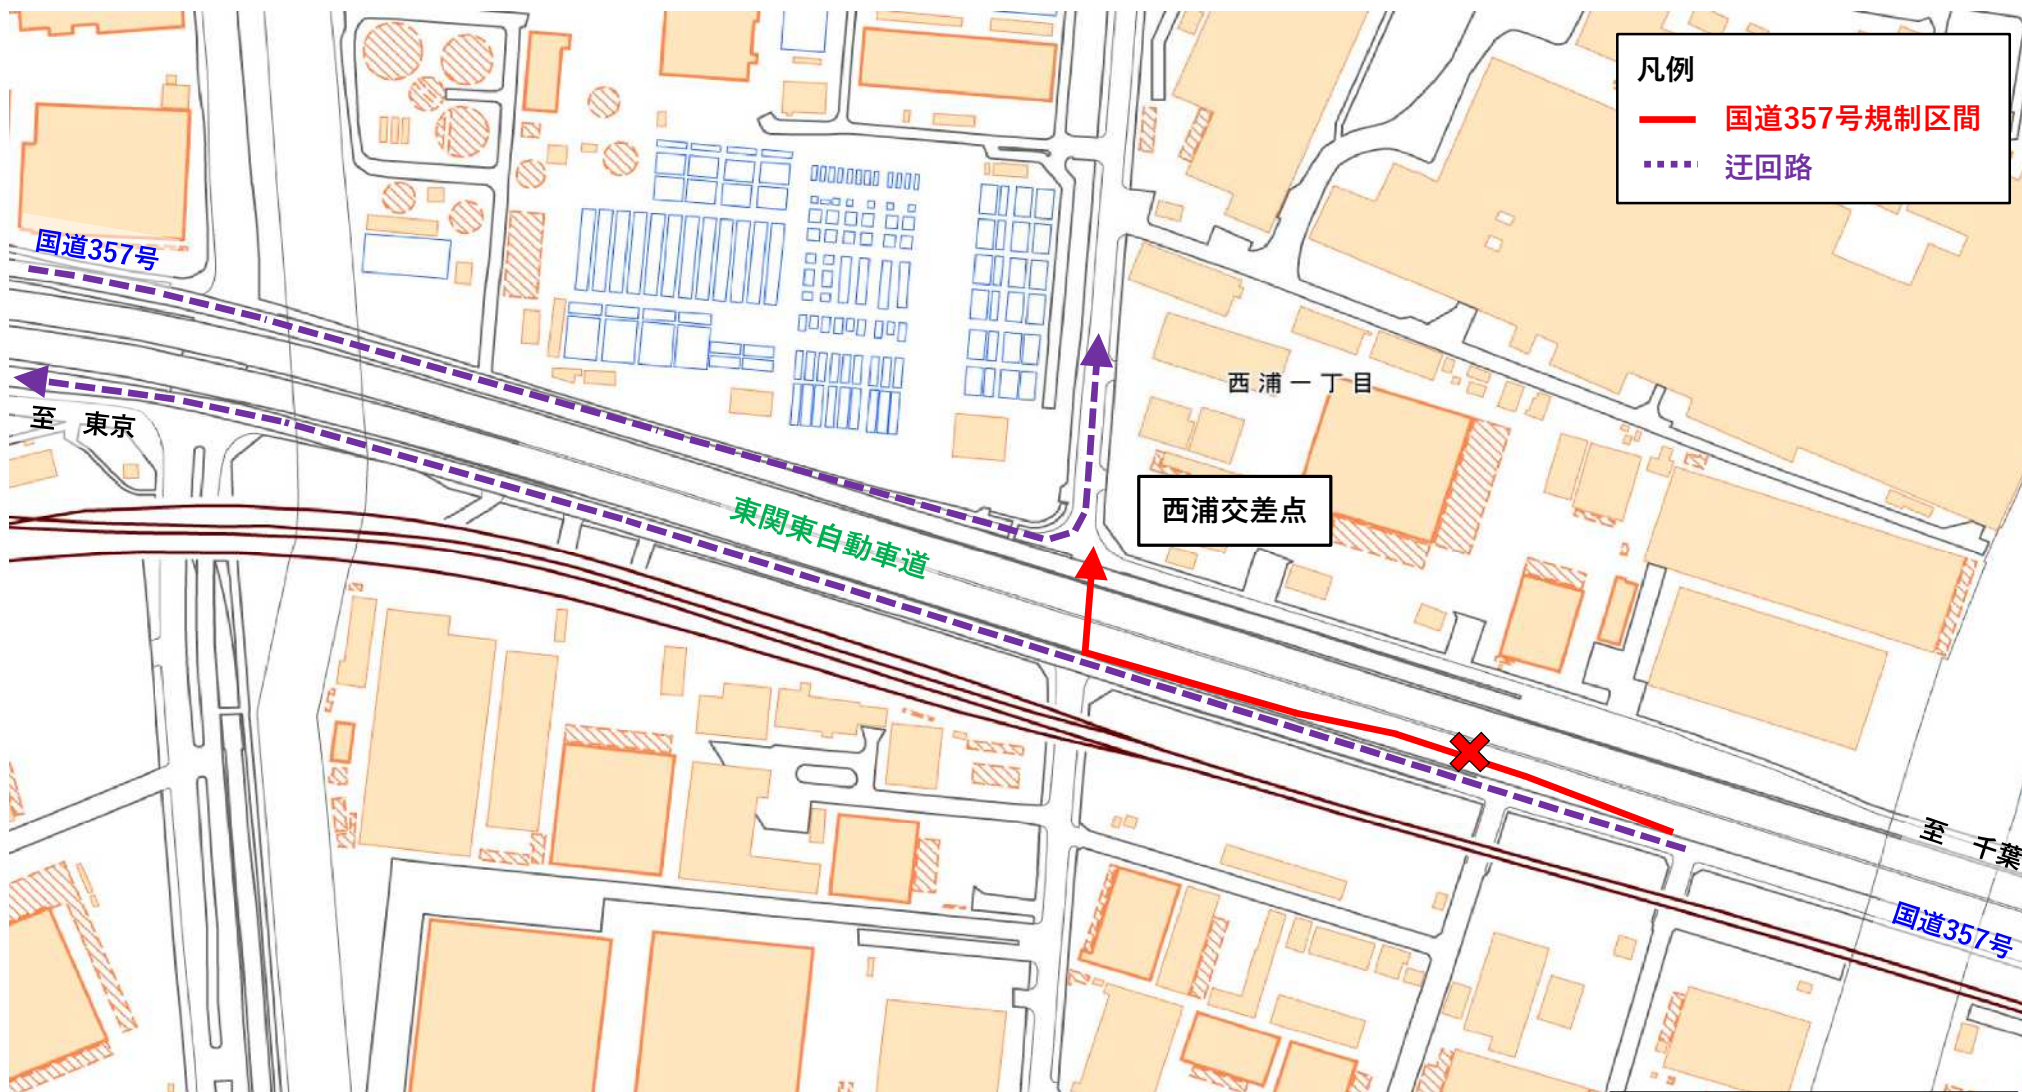 凡例
国道357号規制区間
迂回路
国道357号
至 東京
西浦一丁目
西浦交差点
東関東自動車道
至 千葉
国道357号